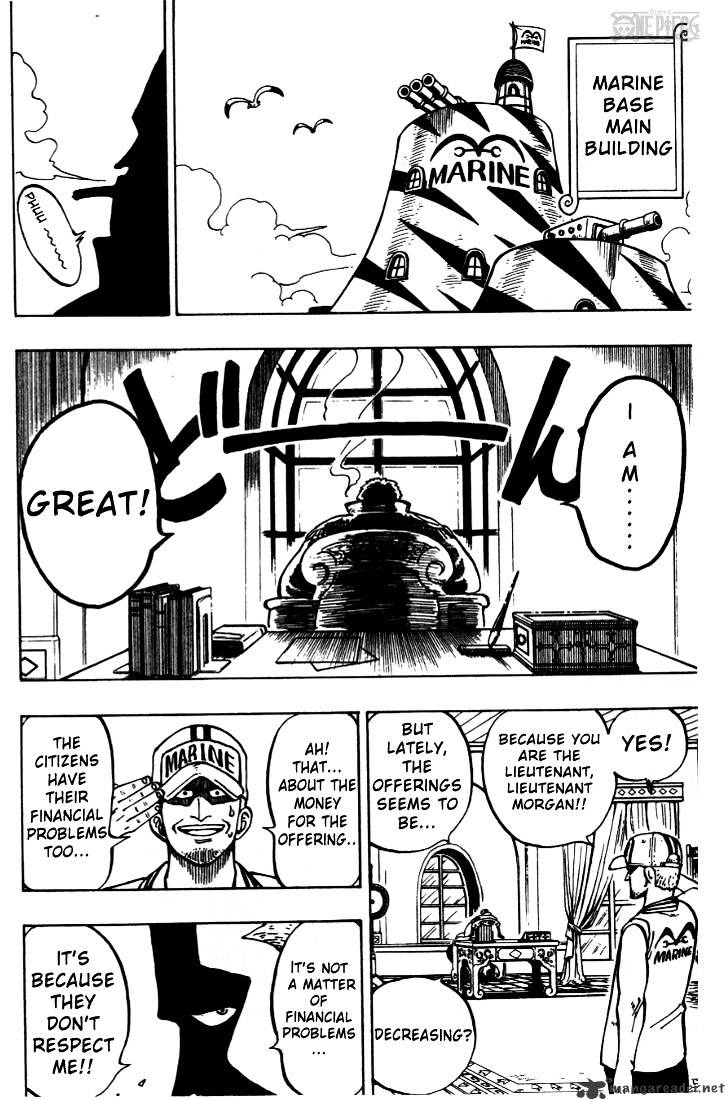 ONE PIECE
MARINE
MARINE
BASE
MAIN
BUILDING
MARINE
PHUU
I
AM......
どーん
GREAT!
YES!
BECAUSE YOU
ARE THE
LIEUTENANT,
LIEUTENANT
MORGAN!!
BUT
LATELY,
THE
OFFERINGS
SEEMS TO
BE...
MARINE
DECREASING?
AH!
THAT...
ABOUT THE
MONEY
FOR THE
OFFERING..
MARINE
THE
CITIZENS
HAVE
THEIR
FINANCIAL
PROBLEMS
TOO...
IT'S NOT
A MATTER
OF
FINANCIAL
PROBLEMS
...
IT'S
BECAUSE
THEY
DON'T
RESPECT
ME!!
mangareader.net